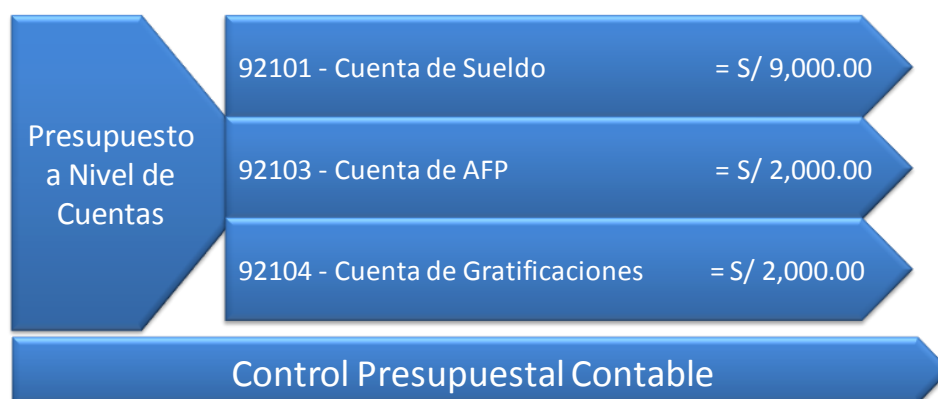 Presupuesto
a Nivel de
Cuentas
92101 - Cuenta de Sueldo = S/ 9,000.00
92103 - Cuenta de AFP = S/ 2,000.00
92104 - Cuenta de Gratificaciones = S/ 2,000.00
Control Presupuestal Contable